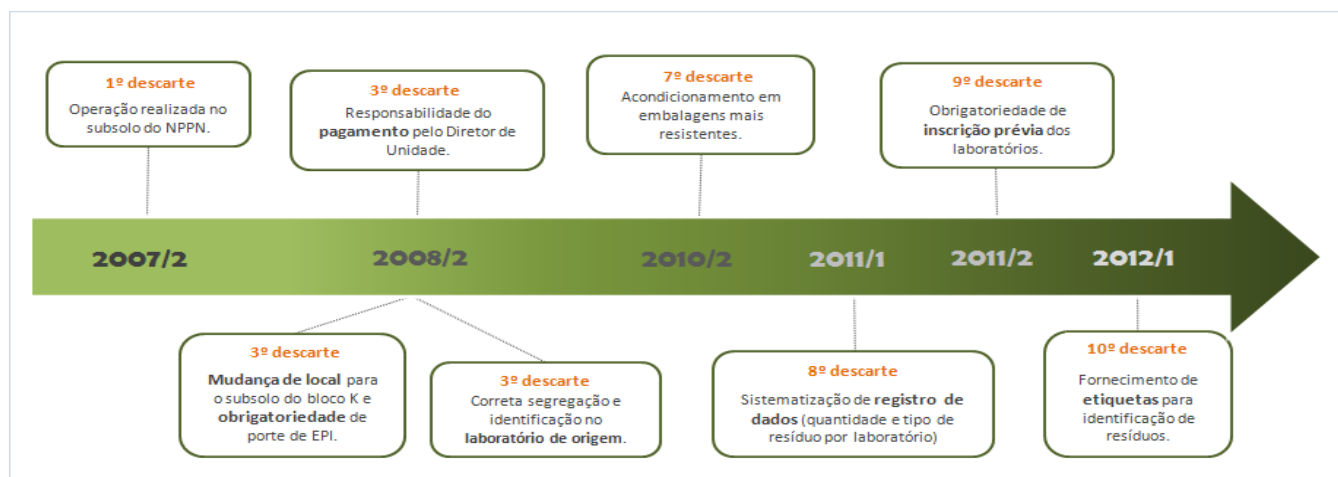 1º descarte
Operação realizada no
subsolo do NPPN.
3º descarte
Responsabilidade do
pagamento pelo Diretor de
Unidade.
7º descarte
Acondicionamento em
embalagens mais
resistentes.
9º descarte
Obrigatoriedade de
inscrição prévia dos
laboratórios.
2007/2
2008/2
2010/2
2011/1
2011/2
2012/1
3º descarte
Mudança de local para
o subsolo do bloco K e
obrigatoriedade de
porte de EPI.
3º descarte
Correta segregação e
identificação no
laboratório de origem.
8º descarte
Sistematização de registro de
dados (quantidade e tipo de
resíduo por laboratório)
10º descarte
Fornecimento de
etiquetas para
identificação de
resíduos.